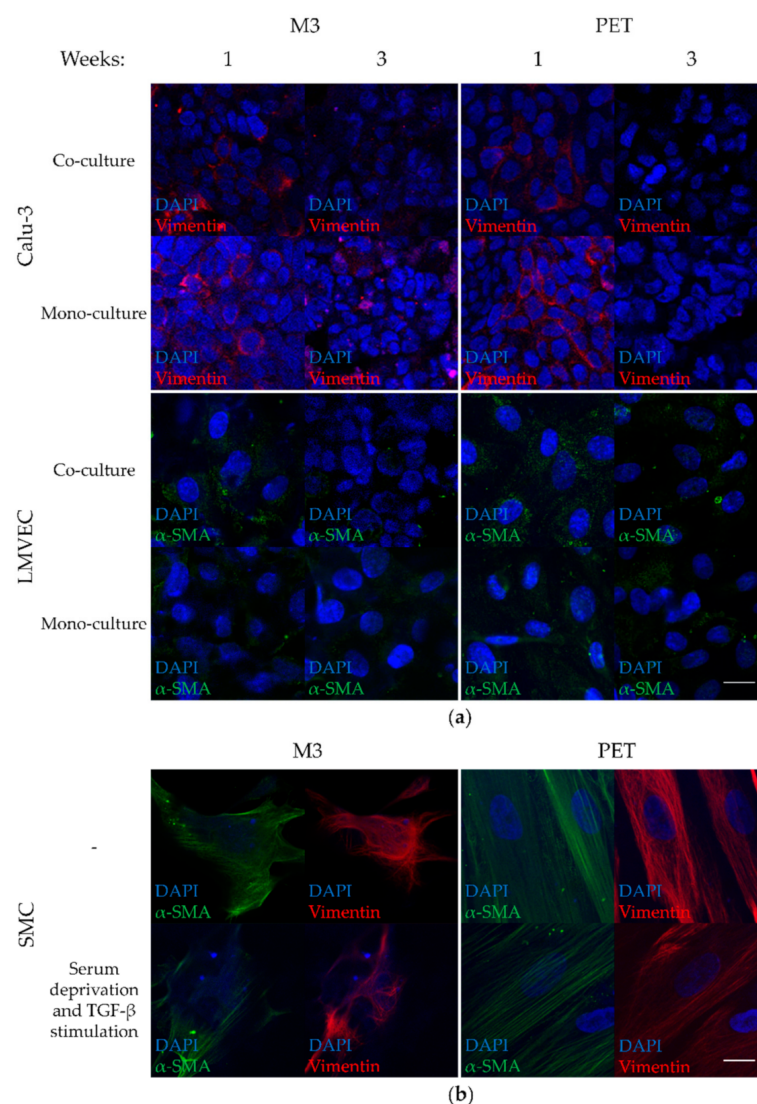 M3 PET
Weeks: 1 3 1 3
Calu-3
Co-culture
DAPI DAPI DAPI DAPI
Vimentin Vimentin Vimentin Vimentin
Mono-culture
DAPI DAPI DAPI DAPI
Vimentin Vimentin Vimentin Vimentin
LMVEC
Co-culture
DAPI DAPI DAPI DAPI
α-SMA α-SMA α-SMA α-SMA
Mono-culture
DAPI DAPI DAPI DAPI
α-SMA α-SMA α-SMA α-SMA
(a)
M3 PET
SMC
-
DAPI DAPI DAPI DAPI
α-SMA Vimentin α-SMA Vimentin
Serum
deprivation
and TGF-β
stimulation
DAPI DAPI DAPI DAPI
α-SMA Vimentin α-SMA Vimentin
(b)